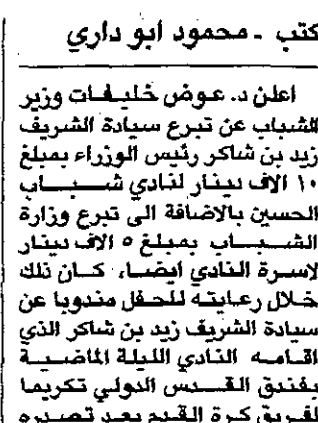 كتب ـ محمود ابو داري
اعلن د. عوض خليفات وزير
الشباب عن تبرع سيادة الشريف
زيد بن شاكر رئيس الوزراء بمبلغ
١٠ الاف دينار لنادي شباب
الحسين بالاضافة الى تبرع وزارة
الشباب بمبلغ ٥ الاف دينار
لاسرة النادي ايضا، كان ذلك
خلال رعايته للحفل مندوبا عن
سيادة الشريف زيد بن شاكر الذي
اقامه النادي الليلة الماضية
بفندق القدس الدولي تكريما
لفريق كرة القدم بعد تصدره